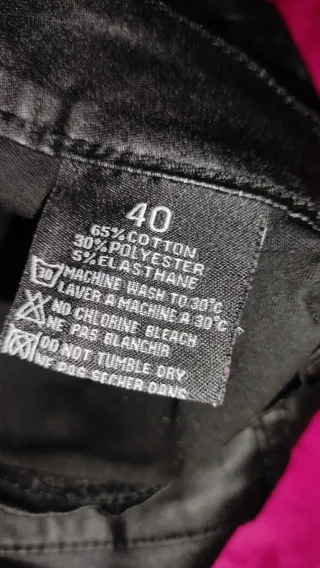 40
65% COTTON
30% POLYESTER
5% ELASTHANE
30 MACHINE WASH TO 30°C
LAVER A MACHINE A 30°C
NO CHLORINE BLEACH
NE PAS BLANCHIR
DO NOT TUMBLE DRY
NE PAS SECHER DANS